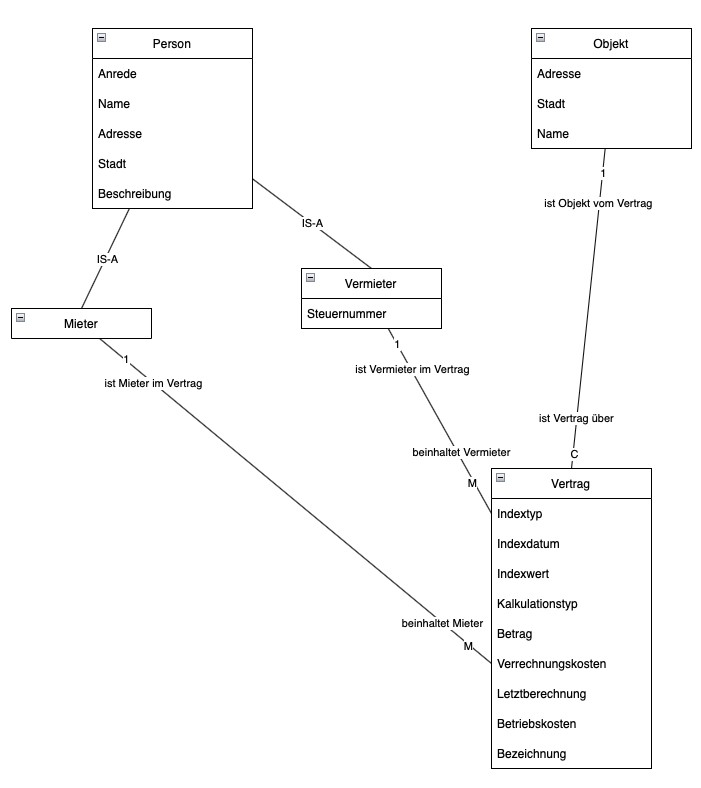 Person
Anrede
Name
Adresse
Stadt
Beschreibung
Objekt
Adresse
Stadt
Name
1
ist Objekt vom Vertrag
IS-A
IS-A
Mieter
1
ist Mieter im Vertrag
Vermieter
Steuernummer
1
ist Vermieter im Vertrag
ist Vertrag über
C
beinhaltet Vermieter
M
beinhaltet Mieter
M
Vertrag
Indextyp
Indexdatum
Indexwert
Kalkulationstyp
Betrag
Verrechnungskosten
Letztberechnung
Betriebskosten
Bezeichnung